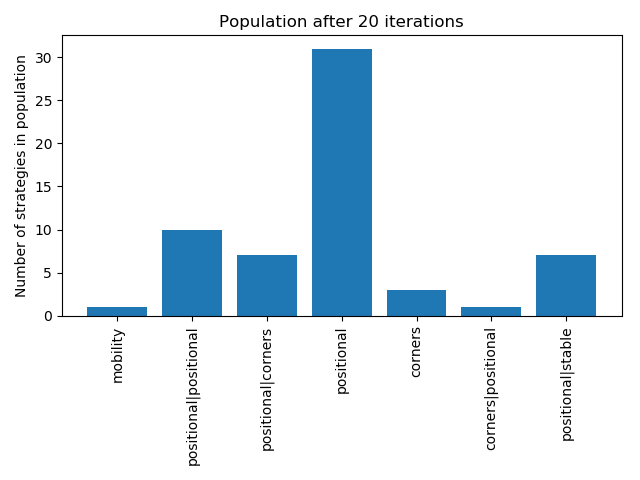 Population after 20 iterations
Number of strategies in population
30
25
20
15
10
5
0
mobility
positional|positional
positional|corners
positional
corners
corners|positional
positional|stable